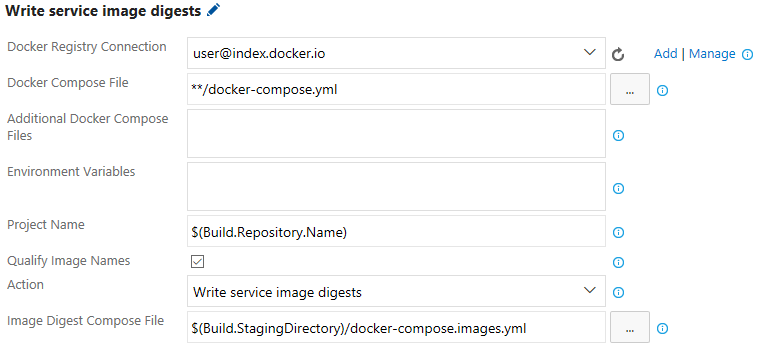 Write service image digests
Docker Registry Connection
user@index.docker.io
Add | Manage
Docker Compose File
**/docker-compose.yml
...
Additional Docker Compose
Files
Environment Variables
Project Name
$(Build.Repository.Name)
Qualify Image Names
Action
Write service image digests
Image Digest Compose File
$(Build.StagingDirectory)/docker-compose.images.yml
...